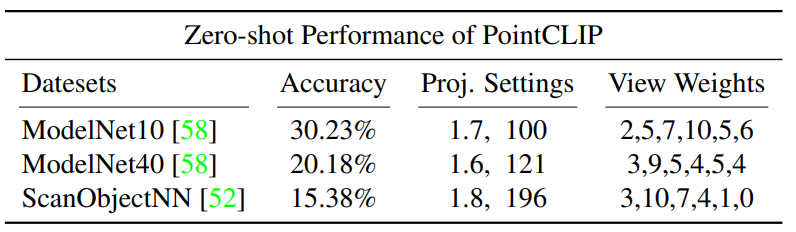 Zero-shot Performance of PointCLIP
Datesets Accuracy Proj. Settings View Weights
ModelNet10 [58] 30.23% 1.7, 100 2,5,7,10,5,6
ModelNet40 [58] 20.18% 1.6, 121 3,9,5,4,5,4
ScanObjectNN [52] 15.38% 1.8, 196 3,10,7,4,1,0